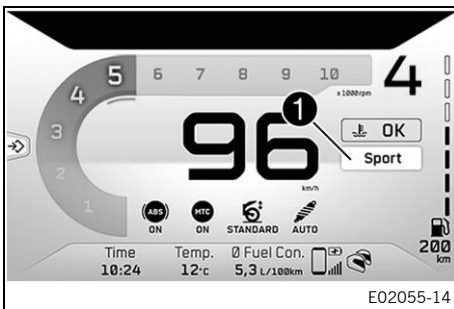 5 6 7 8 9 10
4
x1000rpm
4
3
2
1
1
96
km/h
OK
Sport
ABS MTC
ON ON STANDARD AUTO
200
km
Time Temp. Ø Fuel Con.
10:24 12°C 5,3 L/100km
E02055-14